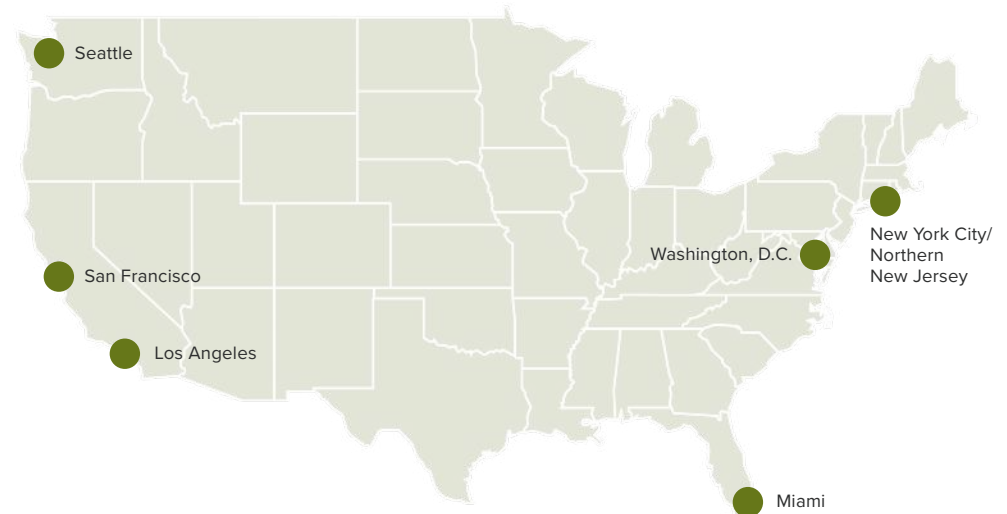 Seattle
New York City/
Northern
New Jersey
Washington, D.C.
San Francisco
Los Angeles
Miami